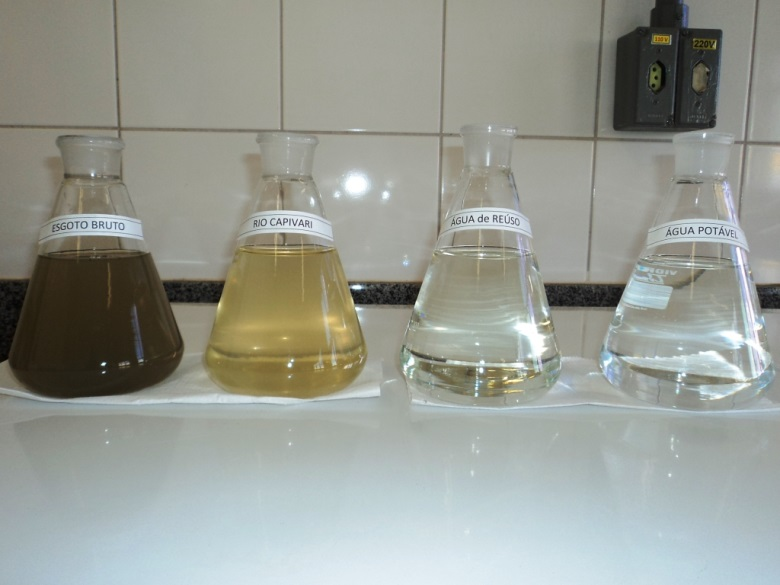 220V
ESGOTO BRUTO
RIO CAPIVARI
ÁGUA de REÚSO
ÁGUA POTÁVEL